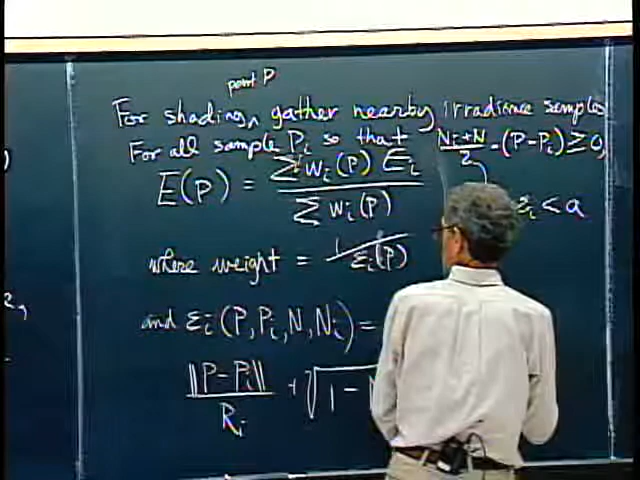 point P
For shading, gather nearby irradiance samples
For all sample Pi so that (Ni+N)/2 · (P-Pi) ≥ 0,
E(P) = Σ wi(P) Ei / Σ wi(P)
εi < a
where weight = 1/εi(P)
and εi(P, Pi, N, Ni) =
||P-Pi||/Ri + √1-